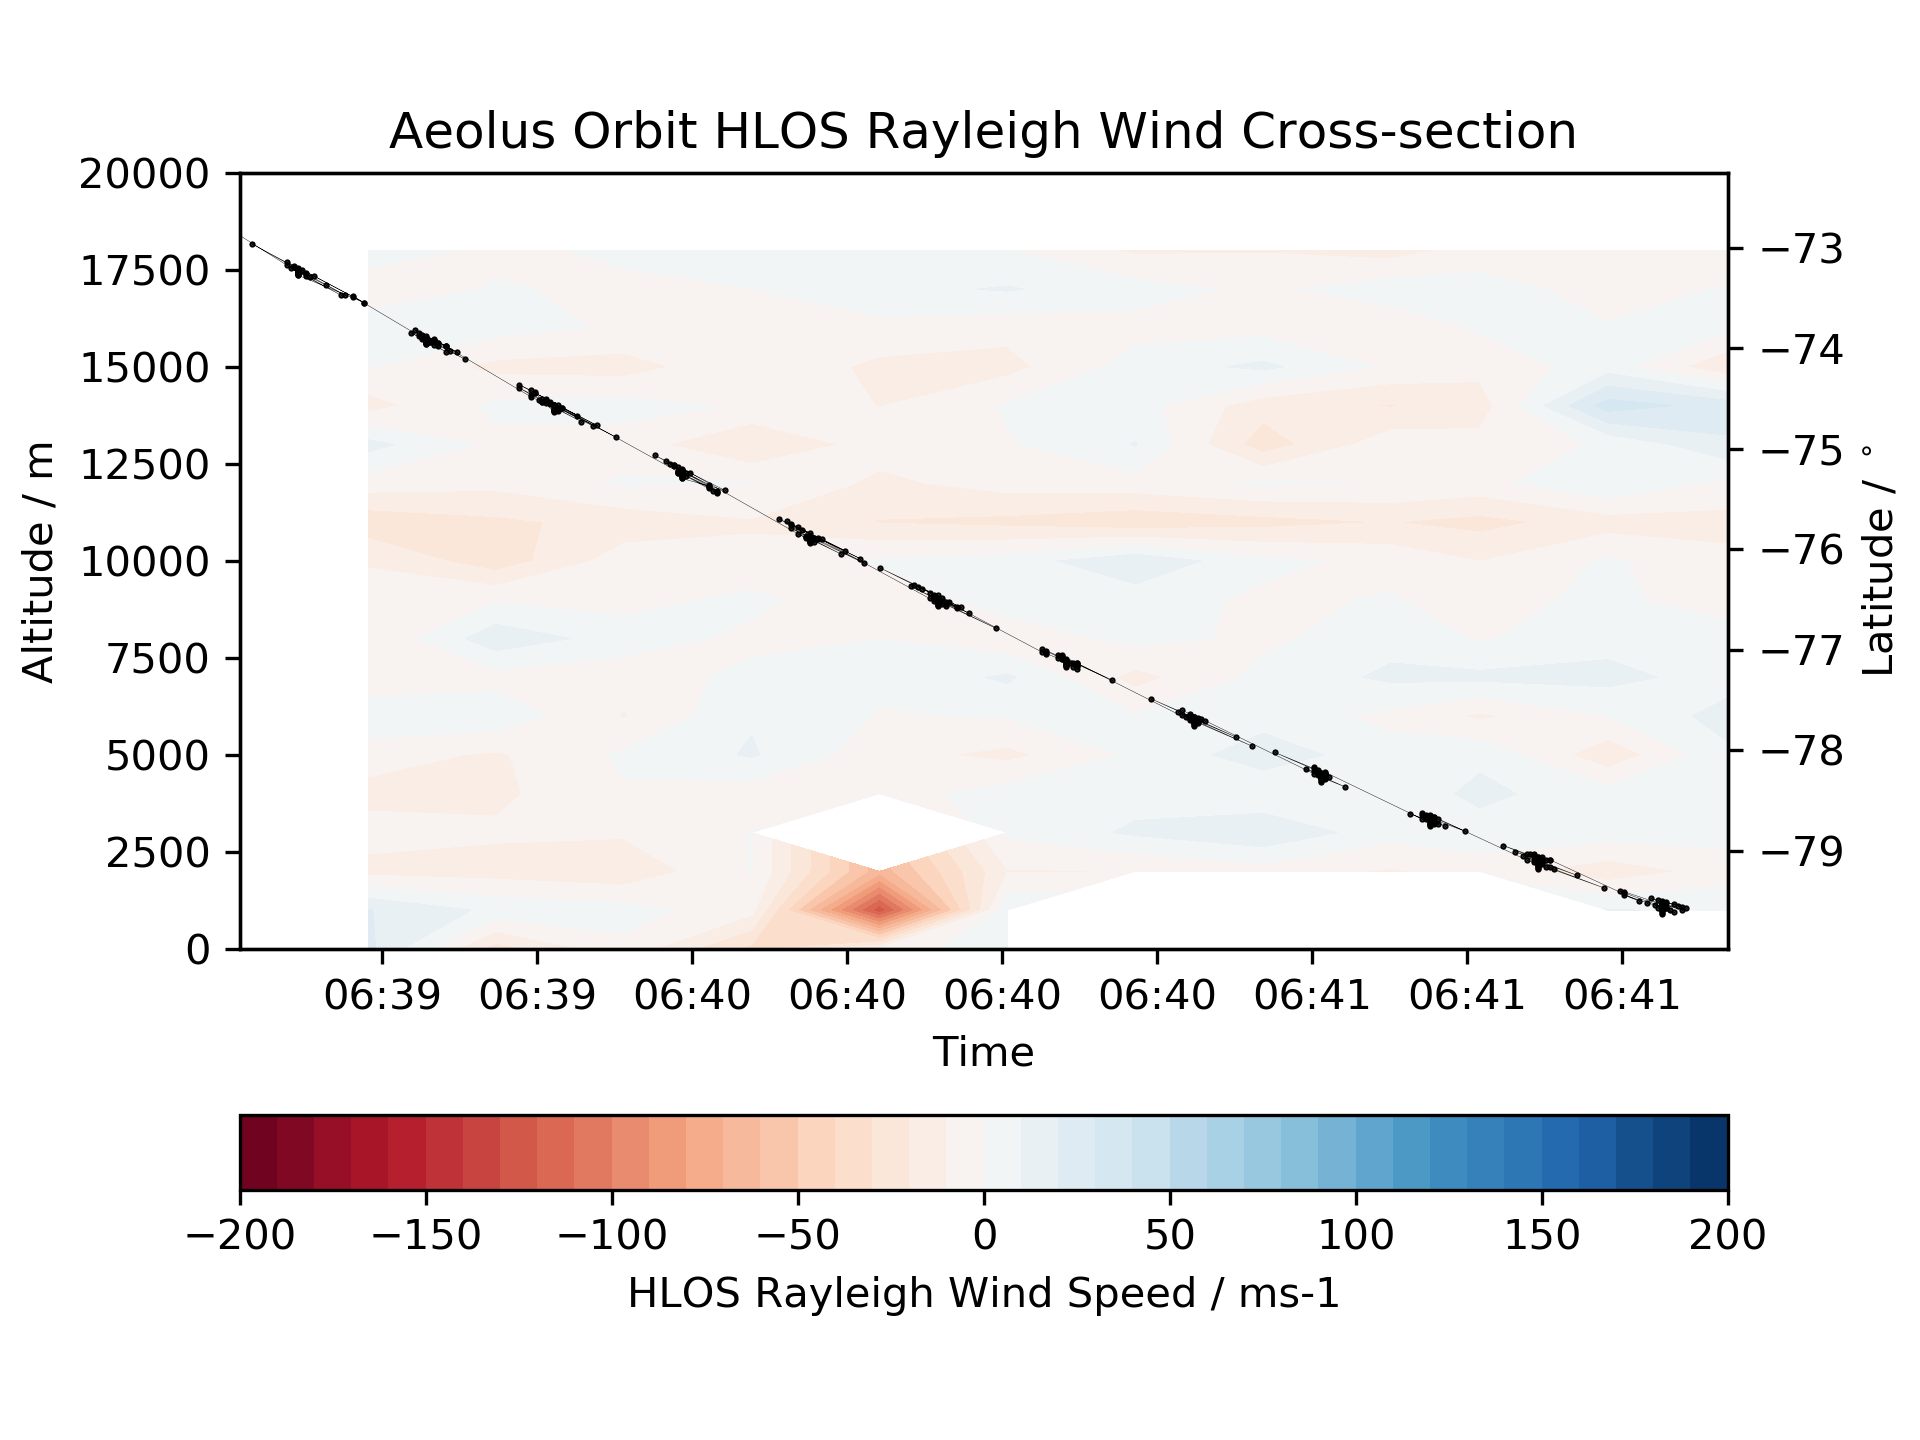 Aeolus Orbit HLOS Rayleigh Wind Cross-section
20000
17500
15000
12500
10000
7500
5000
2500
0
Altitude / m
−73
−74
−75
−76
−77
−78
−79
Latitude / °
06:39 06:39 06:40 06:40 06:40 06:40 06:41 06:41 06:41
Time
−200 −150 −100 −50 0 50 100 150 200
HLOS Rayleigh Wind Speed / ms-1